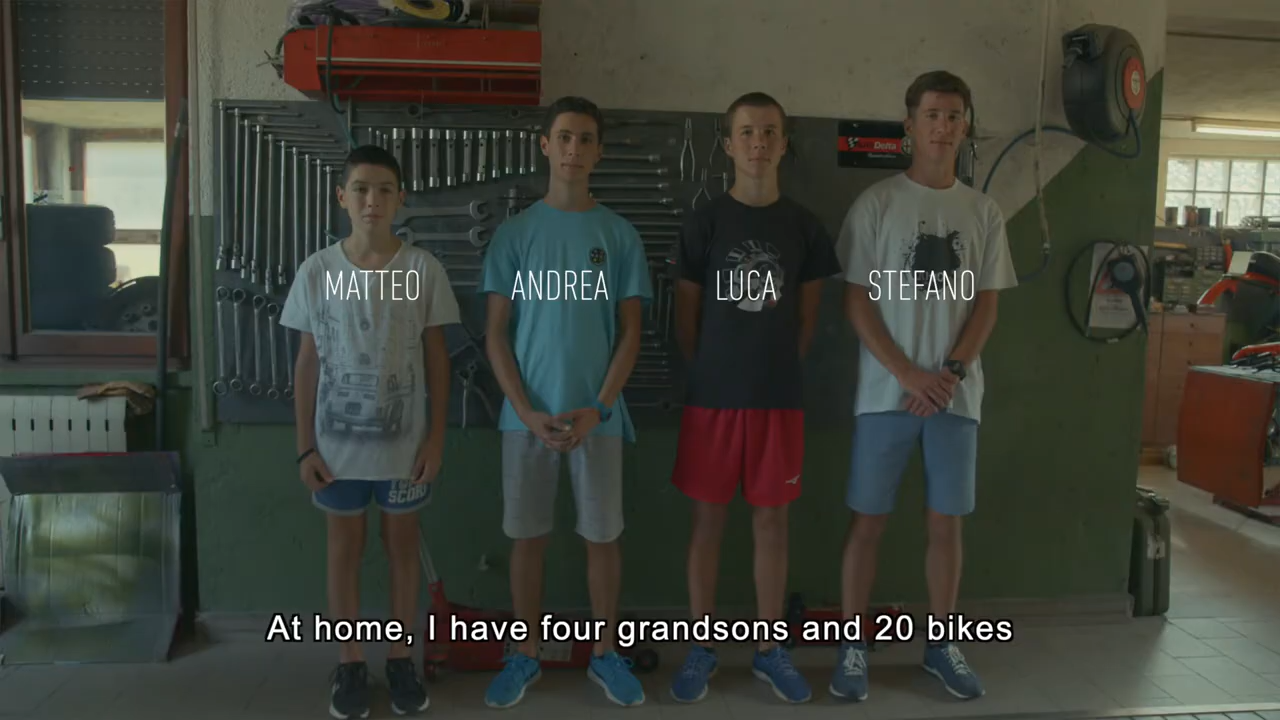 Delta
MATTEO
ANDREA
LUCA
STEFANO
At home, I have four grandsons and 20 bikes